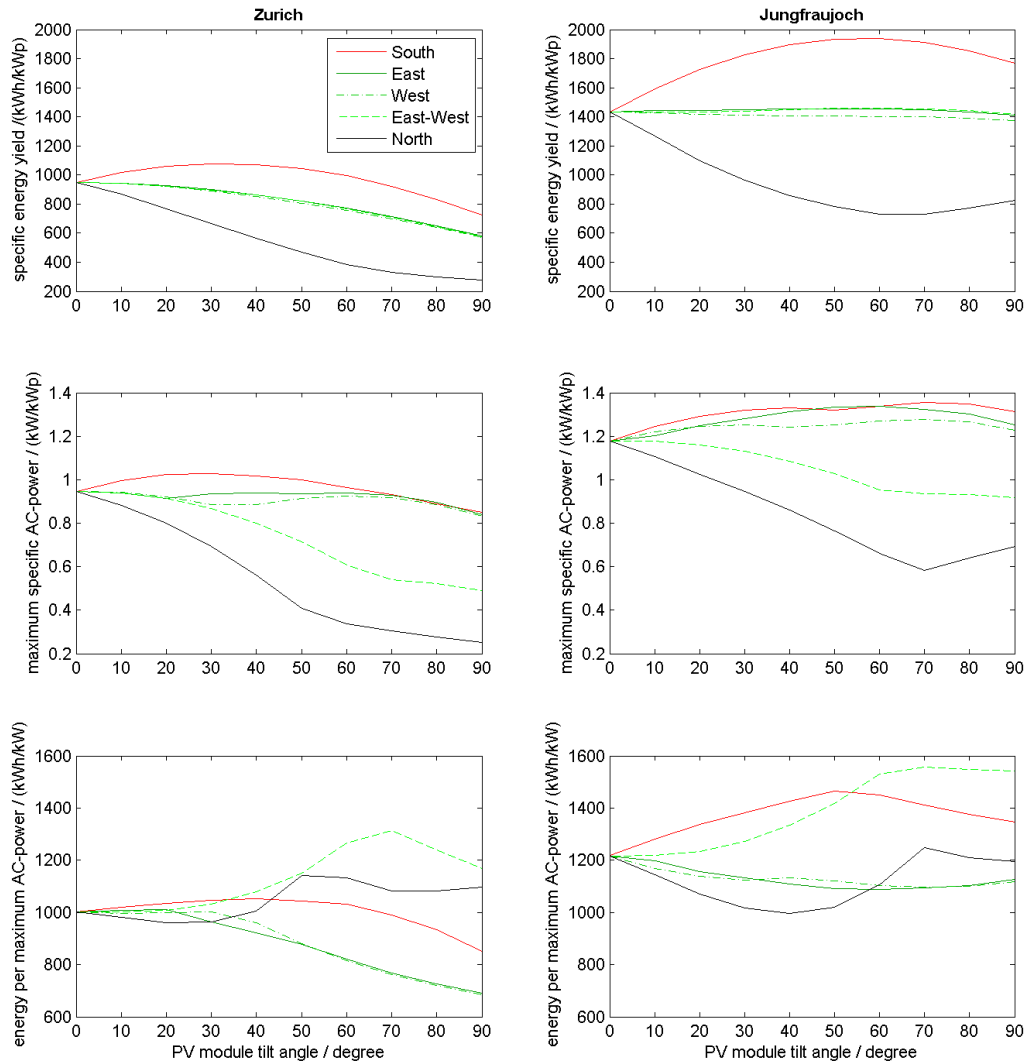 Zurich
specific energy yield /(kWh/kWp)
2000
1800
1600
1400
1200
1000
800
600
400
200
0 10 20 30 40 50 60 70 80 90
South
East
West
East-West
North
Jungfraujoch
specific energy yield / (kWh/kWp)
2000
1800
1600
1400
1200
1000
800
600
400
200
0 10 20 30 40 50 60 70 80 90
maximum specific AC-power / (kW/kWp)
1.4
1.2
1
0.8
0.6
0.4
0.2
0 10 20 30 40 50 60 70 80 90
maximum specific AC-power / (kW/kWp)
1.4
1.2
1
0.8
0.6
0.4
0.2
0 10 20 30 40 50 60 70 80 90
energy per maximum AC-power / (kWh/kW)
1600
1400
1200
1000
800
600
0 10 20 30 40 50 60 70 80 90
PV module tilt angle / degree
energy per maximum AC-power / (kWh/kW)
1600
1400
1200
1000
800
600
0 10 20 30 40 50 60 70 80 90
PV module tilt angle / degree